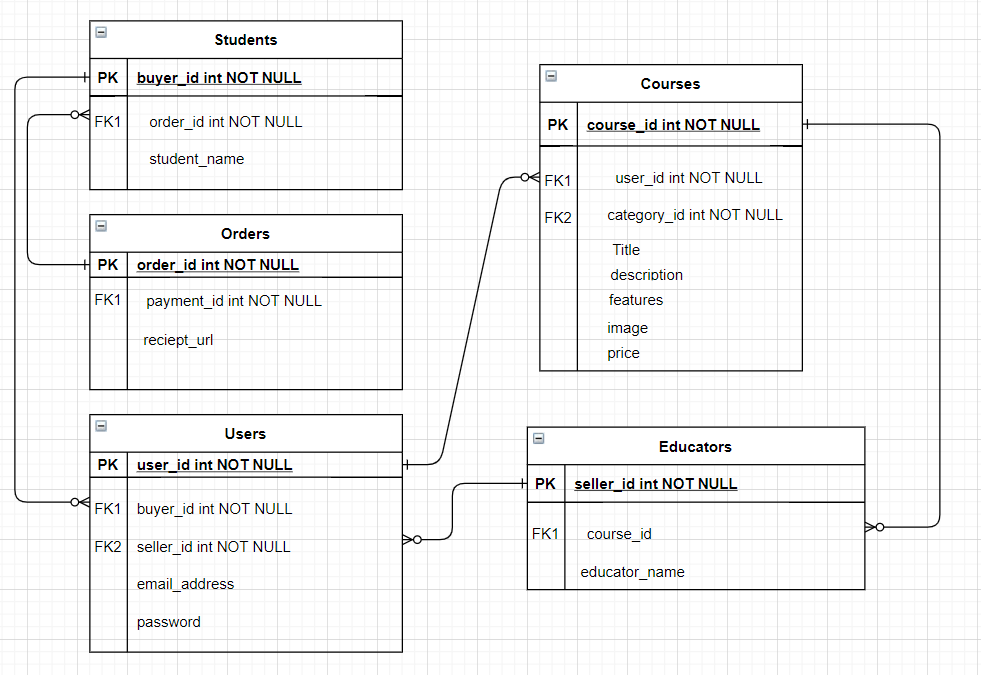 Students
PK buyer_id int NOT NULL
FK1 order_id int NOT NULL
student_name
Orders
PK order_id int NOT NULL
FK1 payment_id int NOT NULL
reciept_url
Users
PK user_id int NOT NULL
FK1 buyer_id int NOT NULL
FK2 seller_id int NOT NULL
email_address
password
Courses
PK course_id int NOT NULL
FK1 user_id int NOT NULL
FK2 category_id int NOT NULL
Title
description
features
image
price
Educators
PK seller_id int NOT NULL
FK1 course_id
educator_name